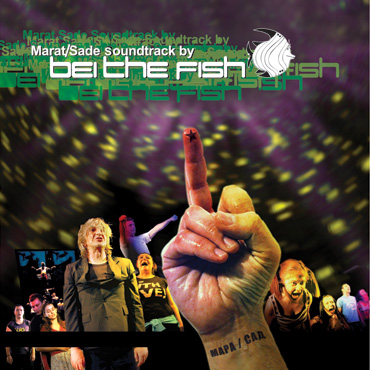 Marat/Sade soundtrack by
bei the fish
МАРА / САД